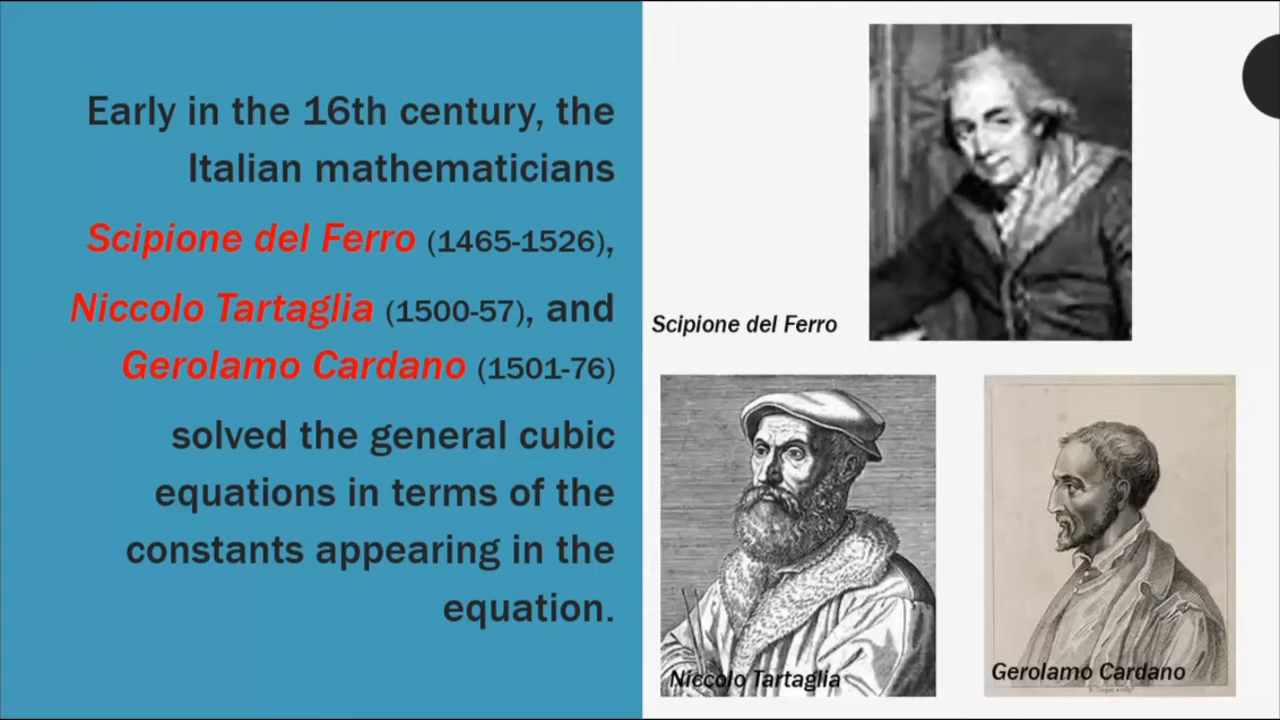 Early in the 16th century, the
Italian mathematicians
Scipione del Ferro (1465-1526),
Niccolo Tartaglia (1500-57), and
Gerolamo Cardano (1501-76)
solved the general cubic
equations in terms of the
constants appearing in the
equation.
Scipione del Ferro
Niccolo Tartaglia
Gerolamo Cardano